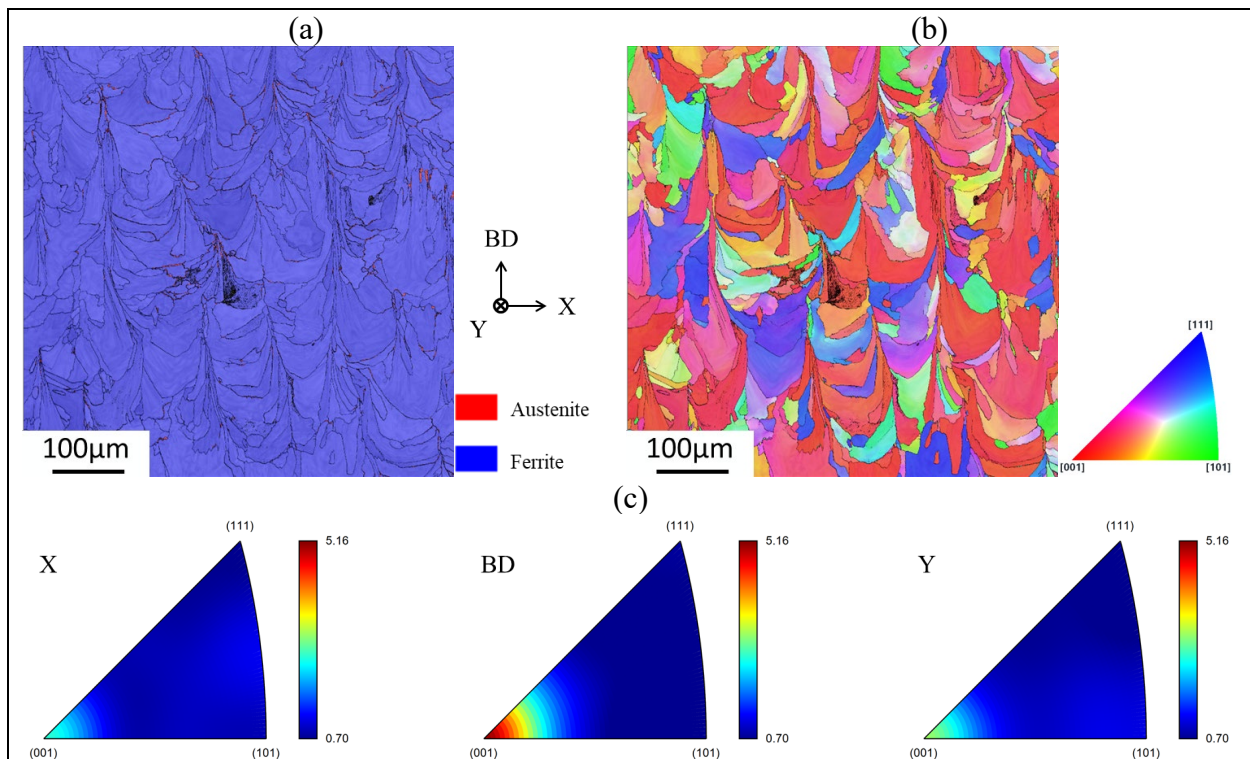 (a)
(b)
BD
X
Y
Austenite
Ferrite
100μm
100μm
[111]
[001]
[101]
(c)
X
(111)
(001)
(101)
5.16
0.70
BD
(111)
(001)
(101)
5.16
0.70
Y
(111)
(001)
(101)
5.16
0.70